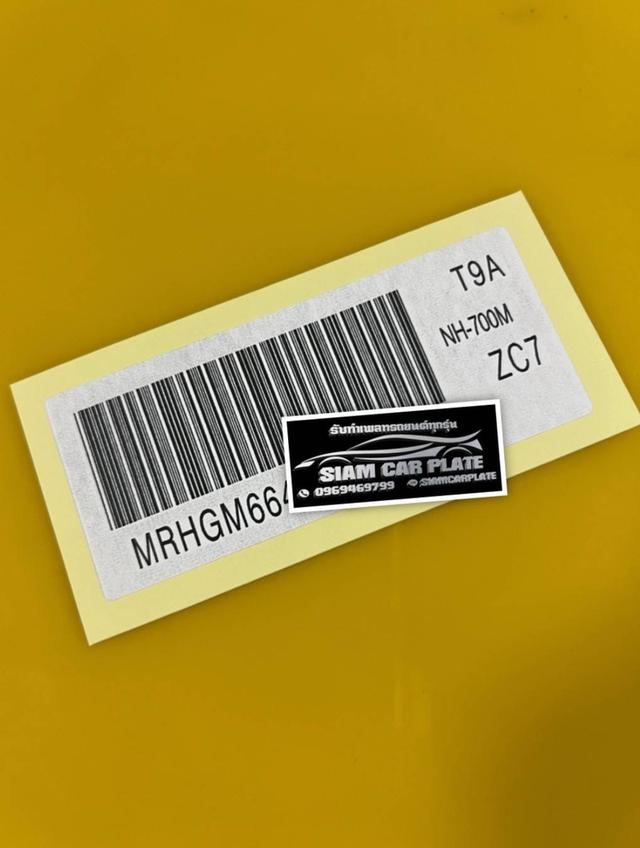 T9A
NH-700M
ZC7
MRHGM664
รับทำเพลทรถยนต์ทุกรุ่น
SIAM CAR PLATE
0969469799
SIAMCARPLATE